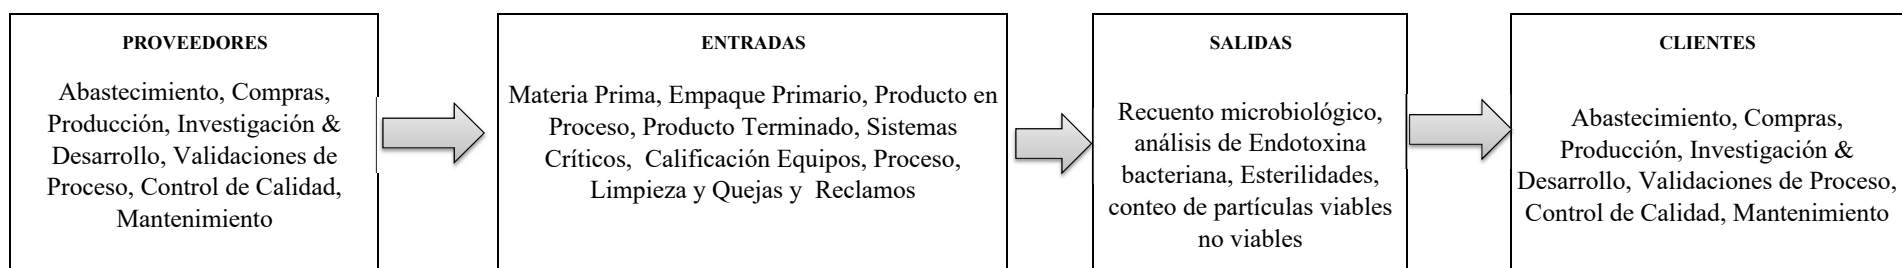 PROVEEDORES
Abastecimiento, Compras,
Producción, Investigación &
Desarrollo, Validaciones de
Proceso, Control de Calidad,
Mantenimiento
ENTRADAS
Materia Prima, Empaque Primario, Producto en
Proceso, Producto Terminado, Sistemas
Críticos, Calificación Equipos, Proceso,
Limpieza y Quejas y Reclamos
SALIDAS
Recuento microbiológico,
análisis de Endotoxina
bacteriana, Esterilidades,
conteo de partículas viables
no viables
CLIENTES
Abastecimiento, Compras,
Producción, Investigación &
Desarrollo, Validaciones de Proceso,
Control de Calidad, Mantenimiento